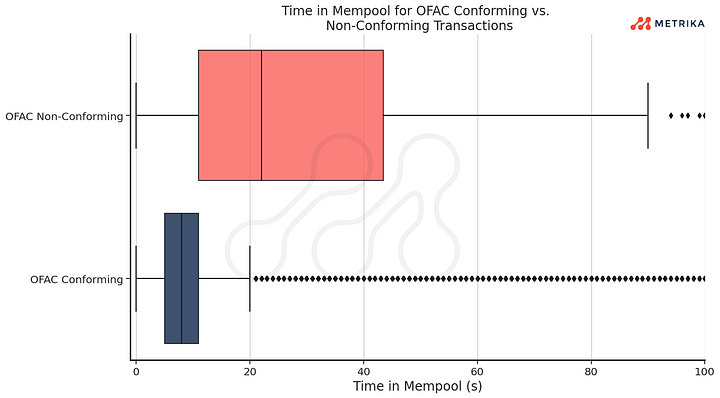 Time in Mempool for OFAC Conforming vs.
Non-Conforming Transactions
METRIKA
OFAC Non-Conforming
OFAC Conforming
0 20 40 60 80 100
Time in Mempool (s)